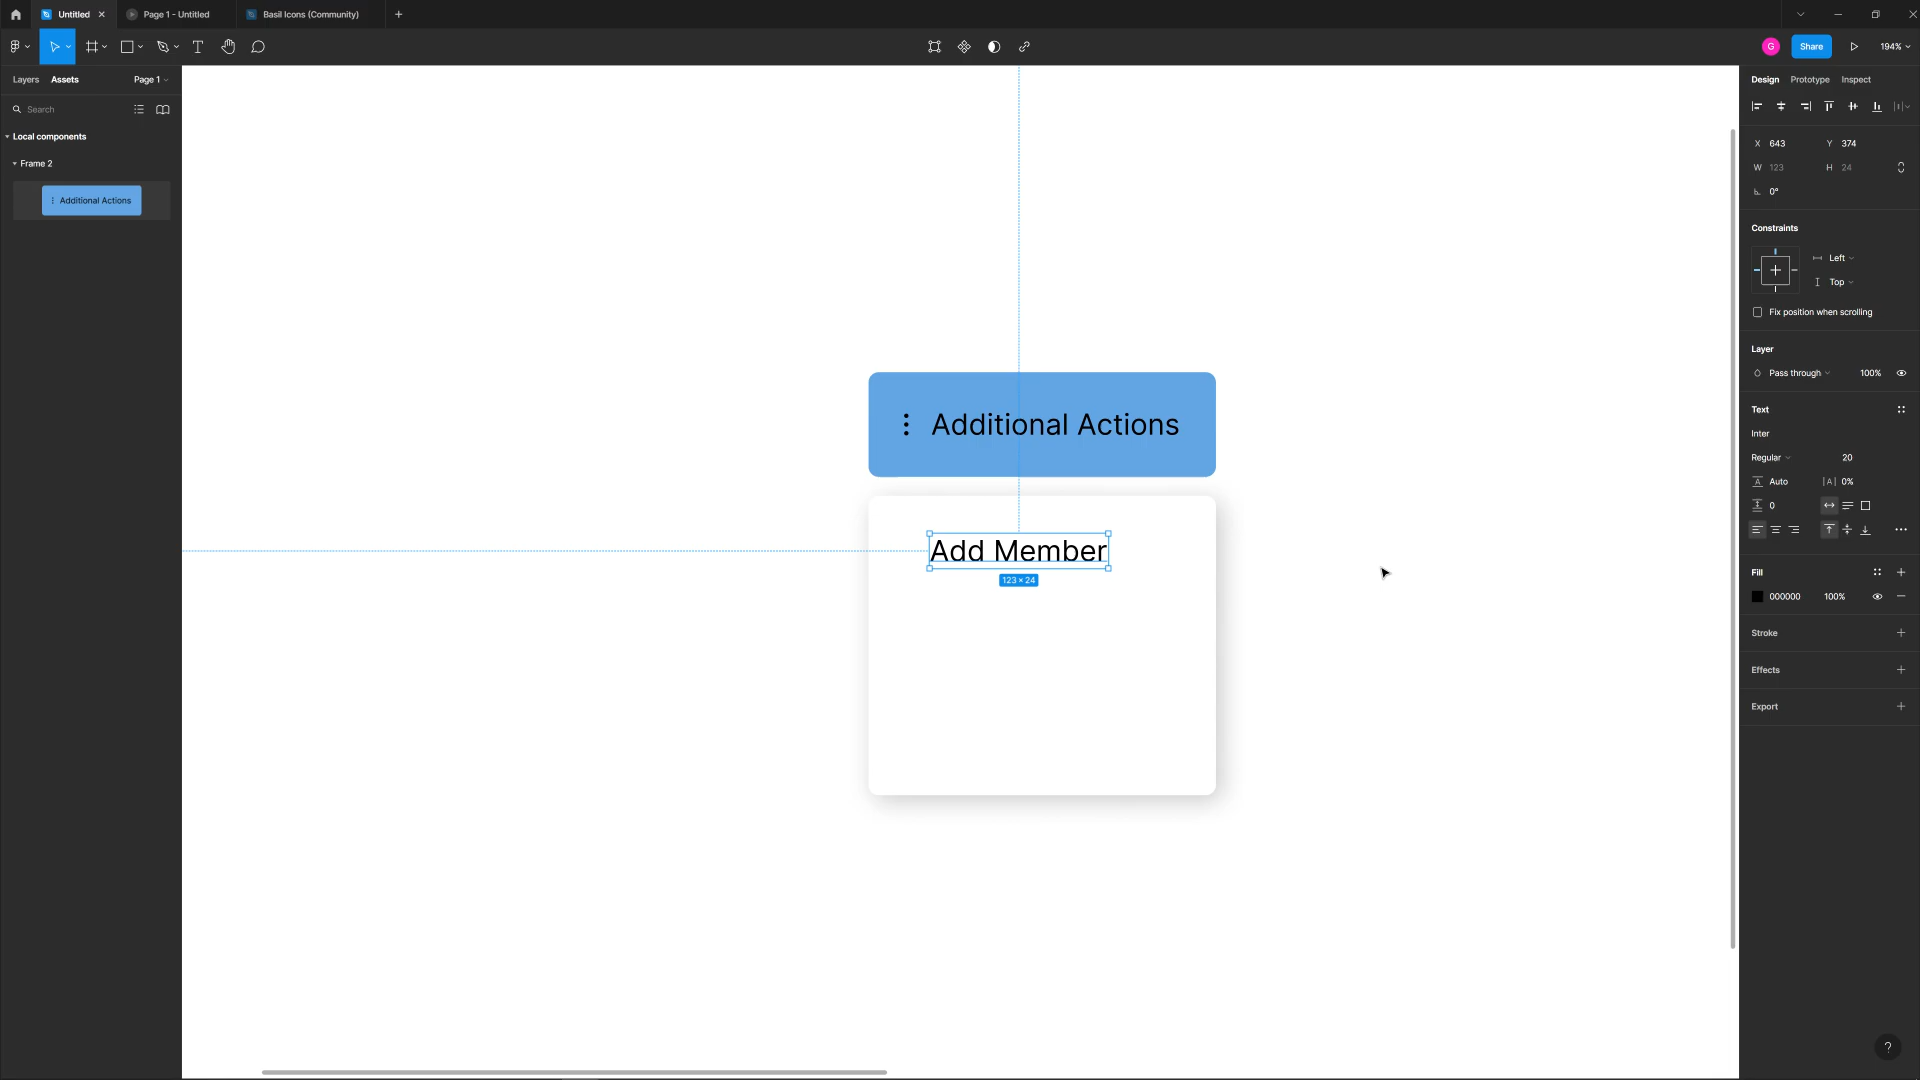 Untitled
Page 1 - Untitled
Basil Icons (Community)
G
Share
194%
Layers
Assets
Page 1
Search
Local components
Frame 2
Additional Actions
Additional Actions
Add Member
123 × 24
Design
Prototype
Inspect
X 643
Y 374
W 123
H 24
0°
Constraints
Left
Top
Fix position when scrolling
Layer
Pass through
100%
Text
Inter
Regular
20
A Auto
|A| 0%
0
Fill
000000
100%
Stroke
Effects
Export
?